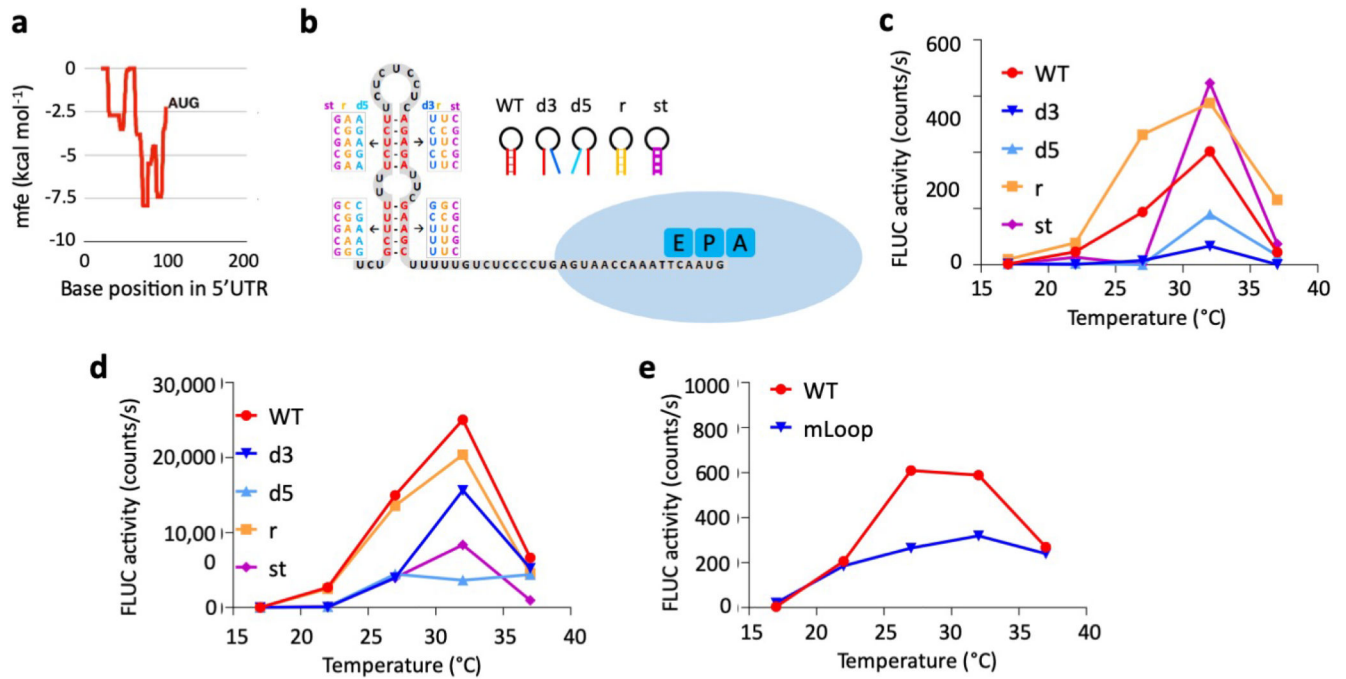 a
mfe (kcal mol⁻¹)
0
-2.5
-5
-7.5
-10
AUG
0
100
200
Base position in 5'UTR
b
st r d5
d3 r st
G A A
C G G
G A A
C G G
G A A
G C C
C G G
G A A
WT d3 d5 r st
E P A
UCU
UUUUUGUCUCCCCUGAGUAACCAAATTCAAUG
c
FLUC activity (counts/s)
600
400
200
0
WT
d3
d5
r
st
15 20 25 30 35 40
Temperature (°C)
d
FLUC activity (counts/s)
30,000
20,000
10,00
0
0
WT
d3
d5
r
st
15 20 25 30 35 40
Temperature (°C)
e
FLUC activity (counts/s)
1000
800
600
400
200
0
WT
mLoop
15 20 25 30 35 40
Temperature (°C)